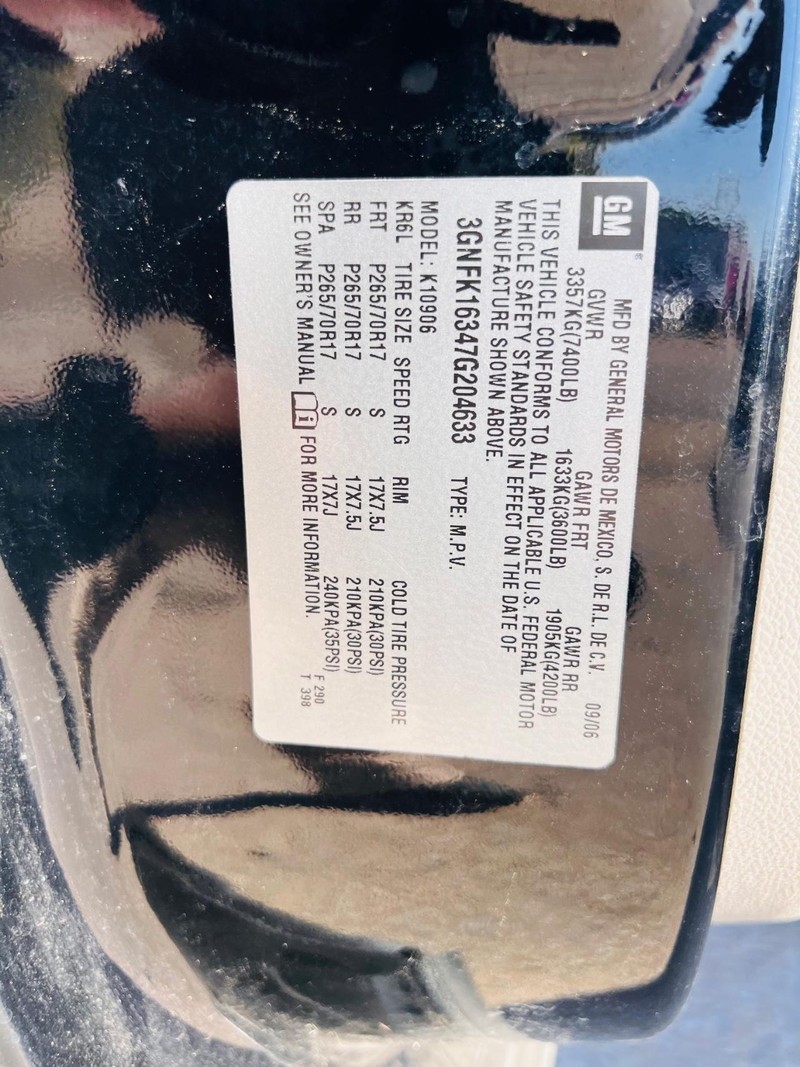 GM®
MFD BY GENERAL MOTORS DE MEXICO, S. DE R.L. DE C.V. 09/06
GVWR GAWR FRT GAWR RR
3357KG(7400LB) 1633KG(3600LB) 1905KG(4200LB)
THIS VEHICLE CONFORMS TO ALL APPLICABLE U.S. FEDERAL MOTOR
VEHICLE SAFETY STANDARDS IN EFFECT ON THE DATE OF
MANUFACTURE SHOWN ABOVE.
3GNFK16347G204633 TYPE: M.P.V.
MODEL: K10906
KR6L TIRE SIZE SPEED RTG RIM COLD TIRE PRESSURE
FRT P265/70R17 S 17X7.5J 210KPA(30PSI)
RR P265/70R17 S 17X7.5J 210KPA(30PSI)
SPA P265/70R17 S 17X7J 240KPA(35PSI) F 290
SEE OWNER'S MANUAL i FOR MORE INFORMATION. T 398